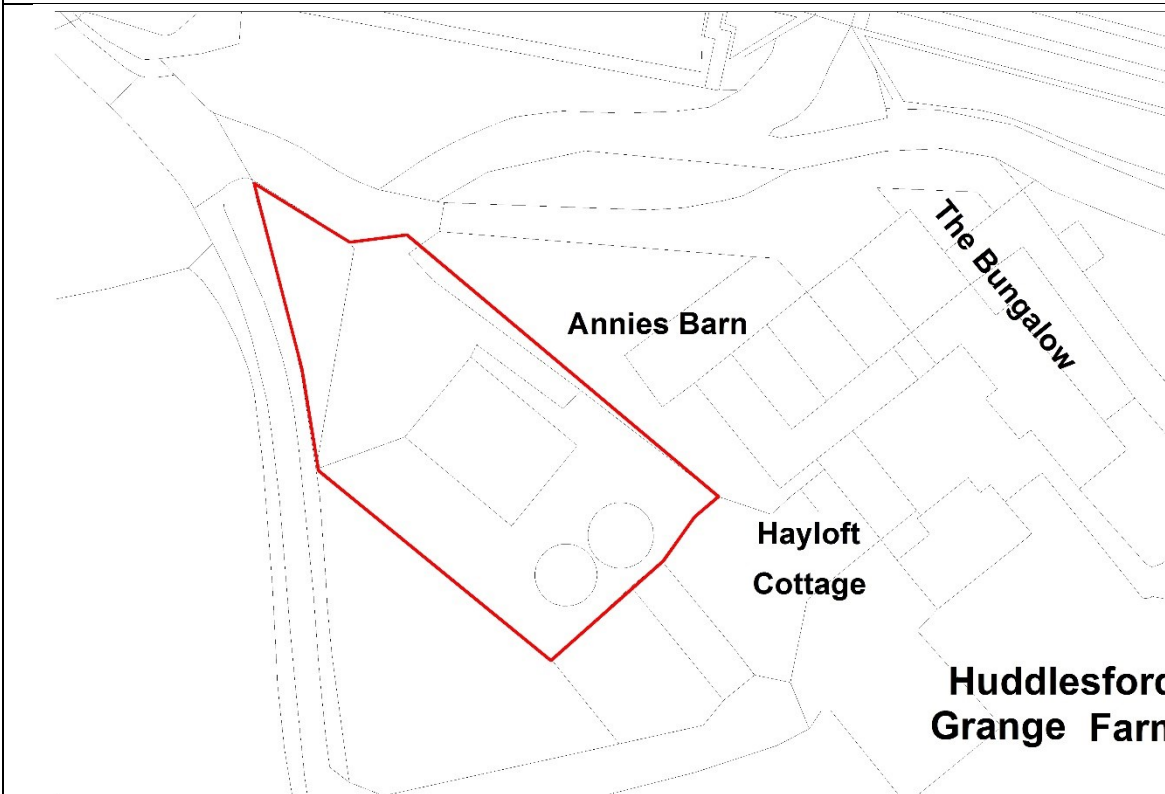 The Bungalow
Annies Barn
Hayloft
Cottage
Huddlesford
Grange Farm